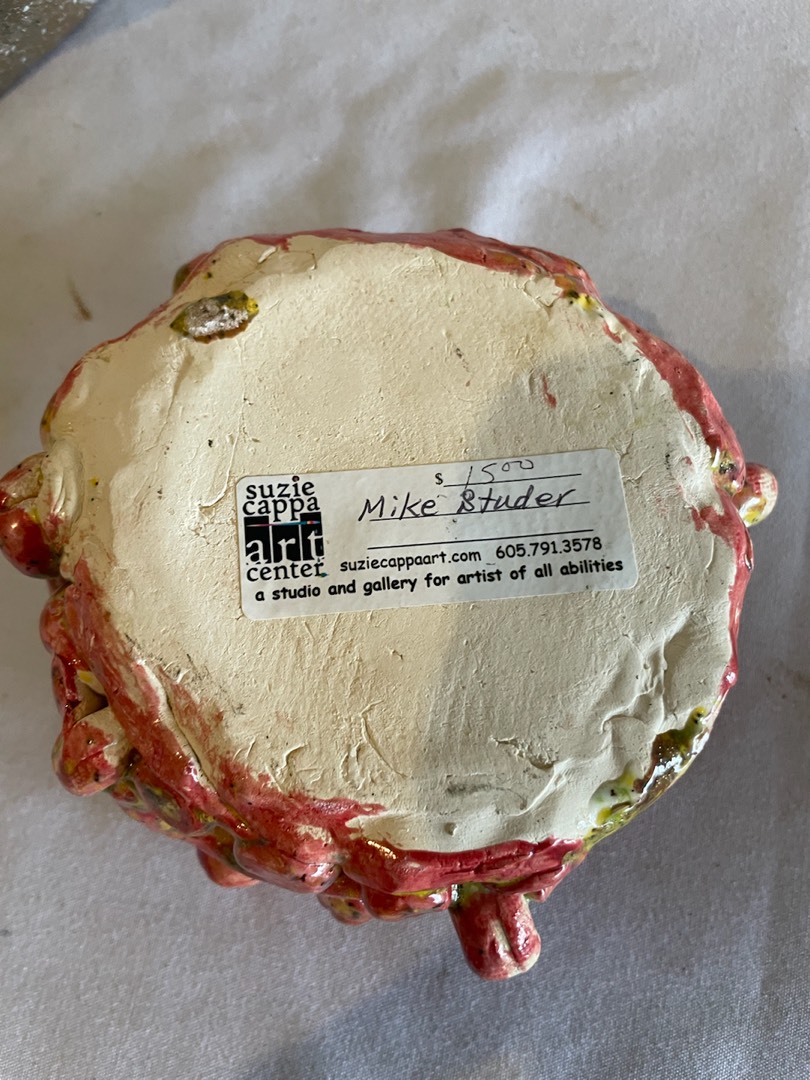 $ 15 00
suzie
cappa
art
center
Mike Studer
suziecappaart.com 605.791.3578
a studio and gallery for artist of all abilities